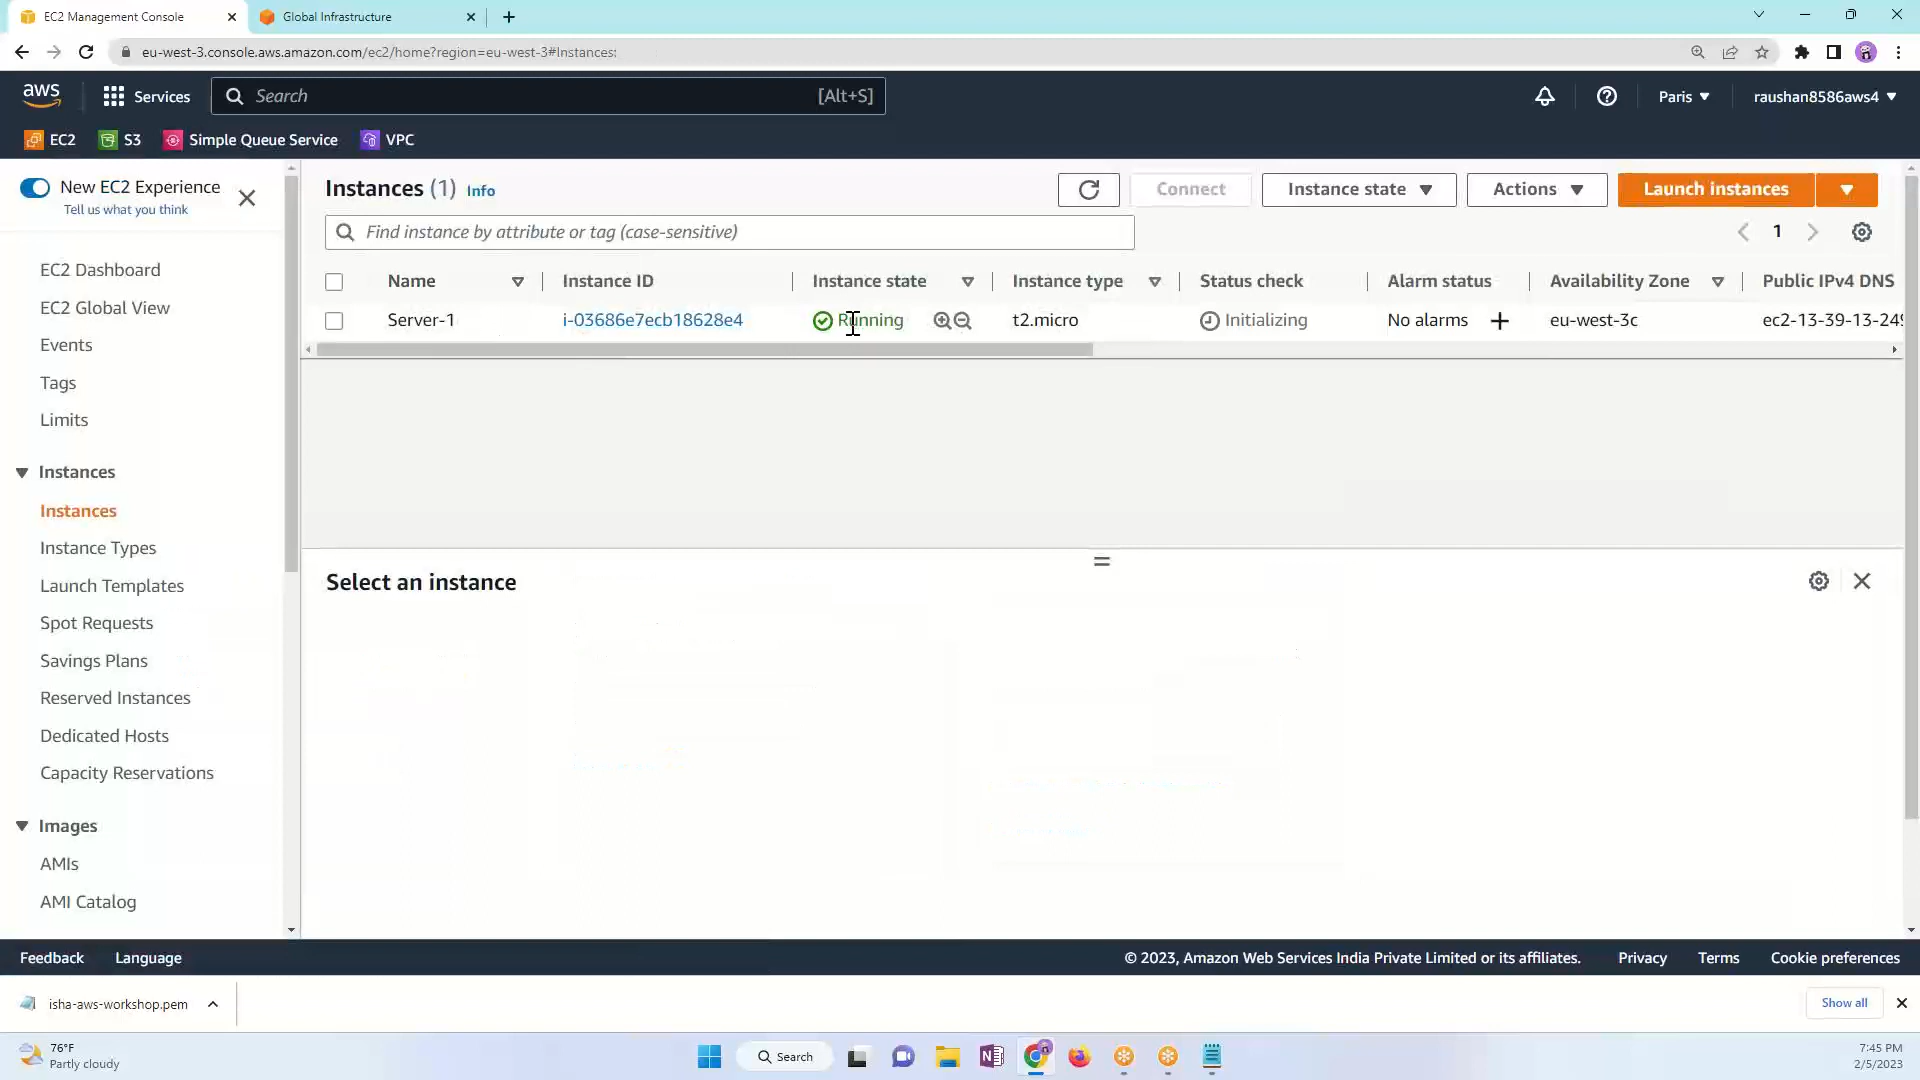 EC2 Management Console
Global Infrastructure
eu-west-3.console.aws.amazon.com/ec2/home?region=eu-west-3#Instances:
aws
Services
Search
[Alt+S]
Paris
raushan8586aws4
EC2
S3
Simple Queue Service
VPC
New EC2 Experience
Tell us what you think
EC2 Dashboard
EC2 Global View
Events
Tags
Limits
Instances
Instances
Instance Types
Launch Templates
Spot Requests
Savings Plans
Reserved Instances
Dedicated Hosts
Capacity Reservations
Images
AMIs
AMI Catalog
Instances (1) Info
Connect
Instance state
Actions
Launch instances
Find instance by attribute or tag (case-sensitive)
1
Name Instance ID Instance state Instance type Status check Alarm status Availability Zone Public IPv4 DNS
Server-1 i-03686e7ecb18628e4 Running t2.micro Initializing No alarms eu-west-3c ec2-13-39-13-249
Select an instance
Feedback Language
© 2023, Amazon Web Services India Private Limited or its affiliates. Privacy Terms Cookie preferences
isha-aws-workshop.pem
Show all
76°F
Partly cloudy
Search
7:45 PM
2/5/2023